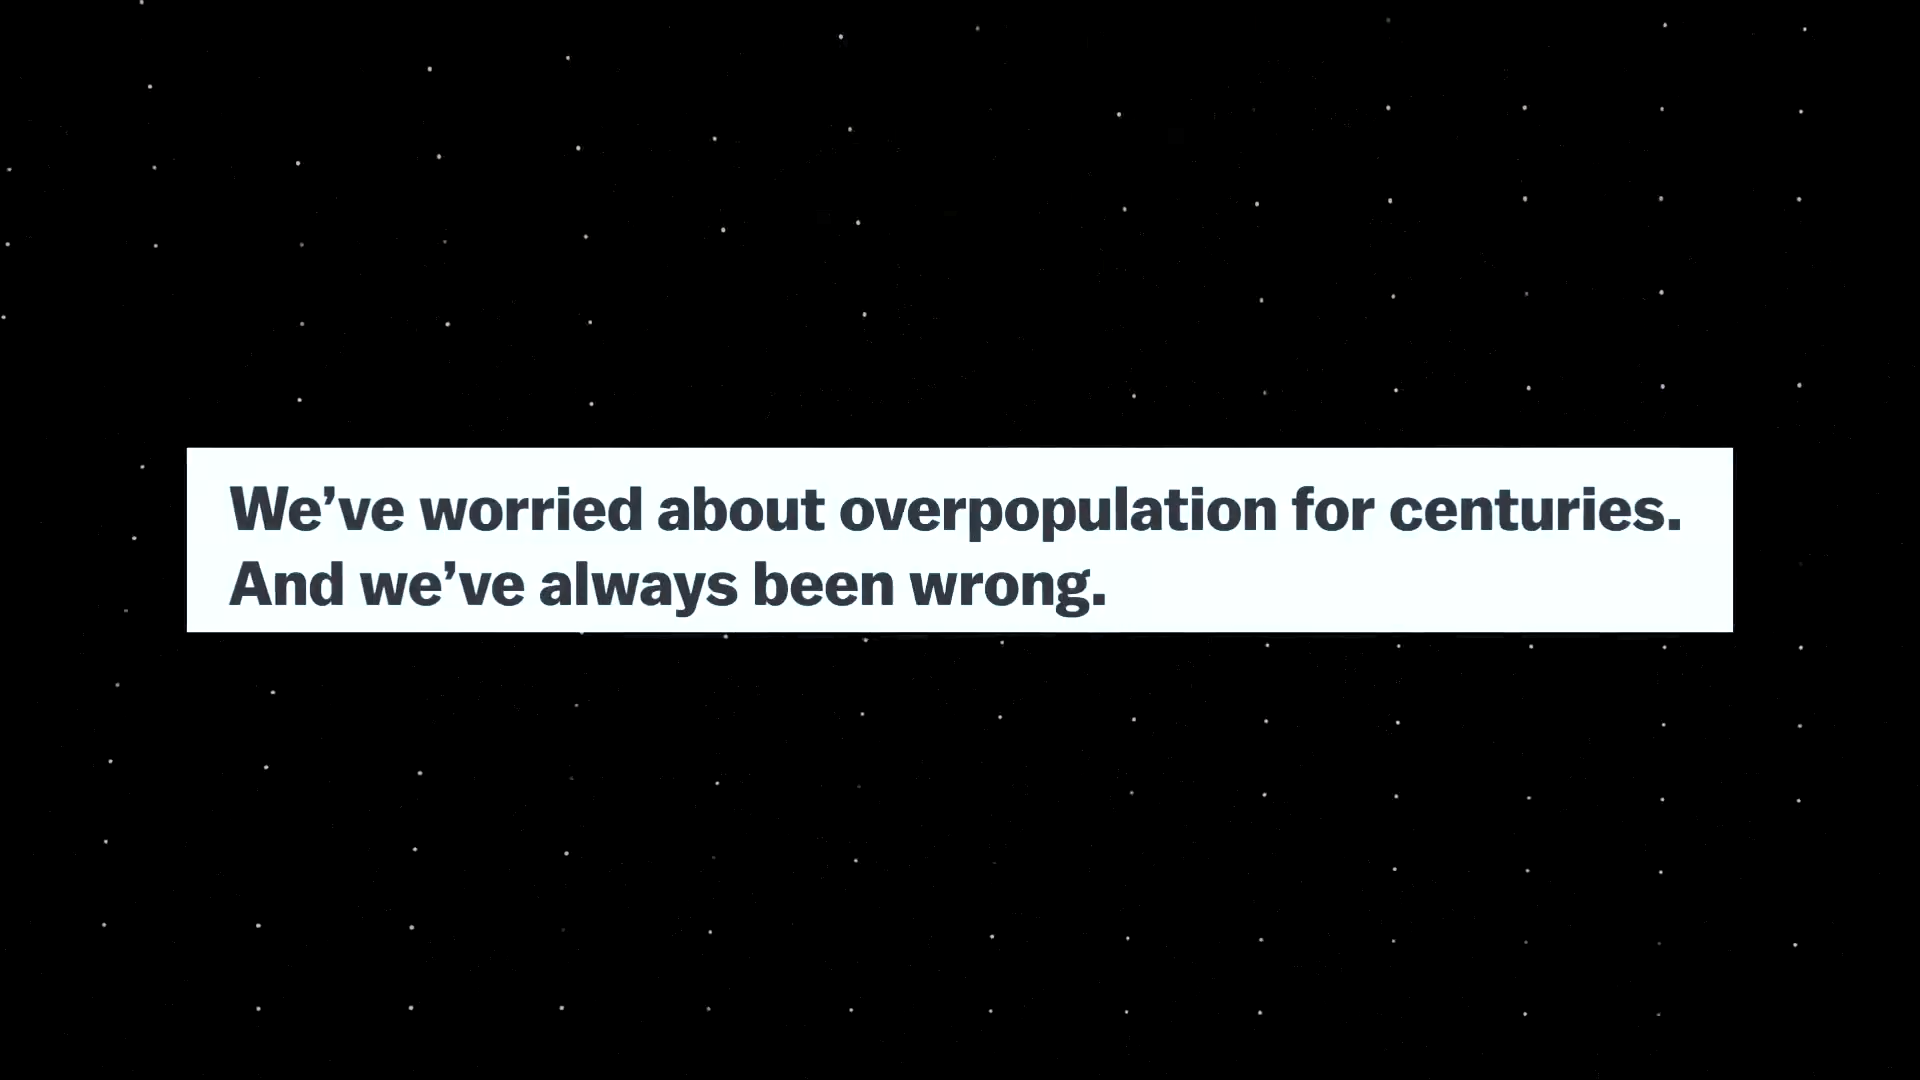 We’ve worried about overpopulation for centuries.
And we’ve always been wrong.